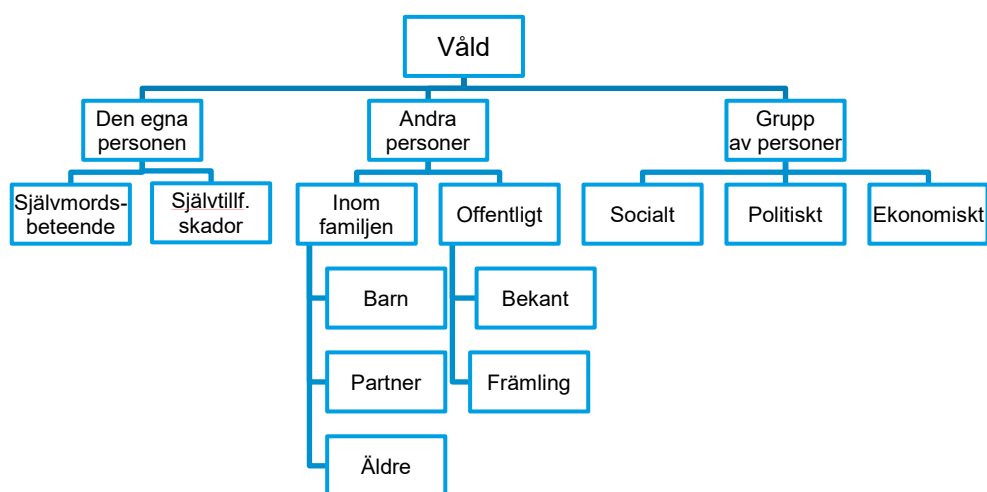 Våld
Den egna
personen
Andra
personer
Grupp
av personer
Självmords-
beteende
Självtillf.
skador
Inom
familjen
Offentligt
Socialt
Politiskt
Ekonomiskt
Barn
Bekant
Partner
Främling
Äldre